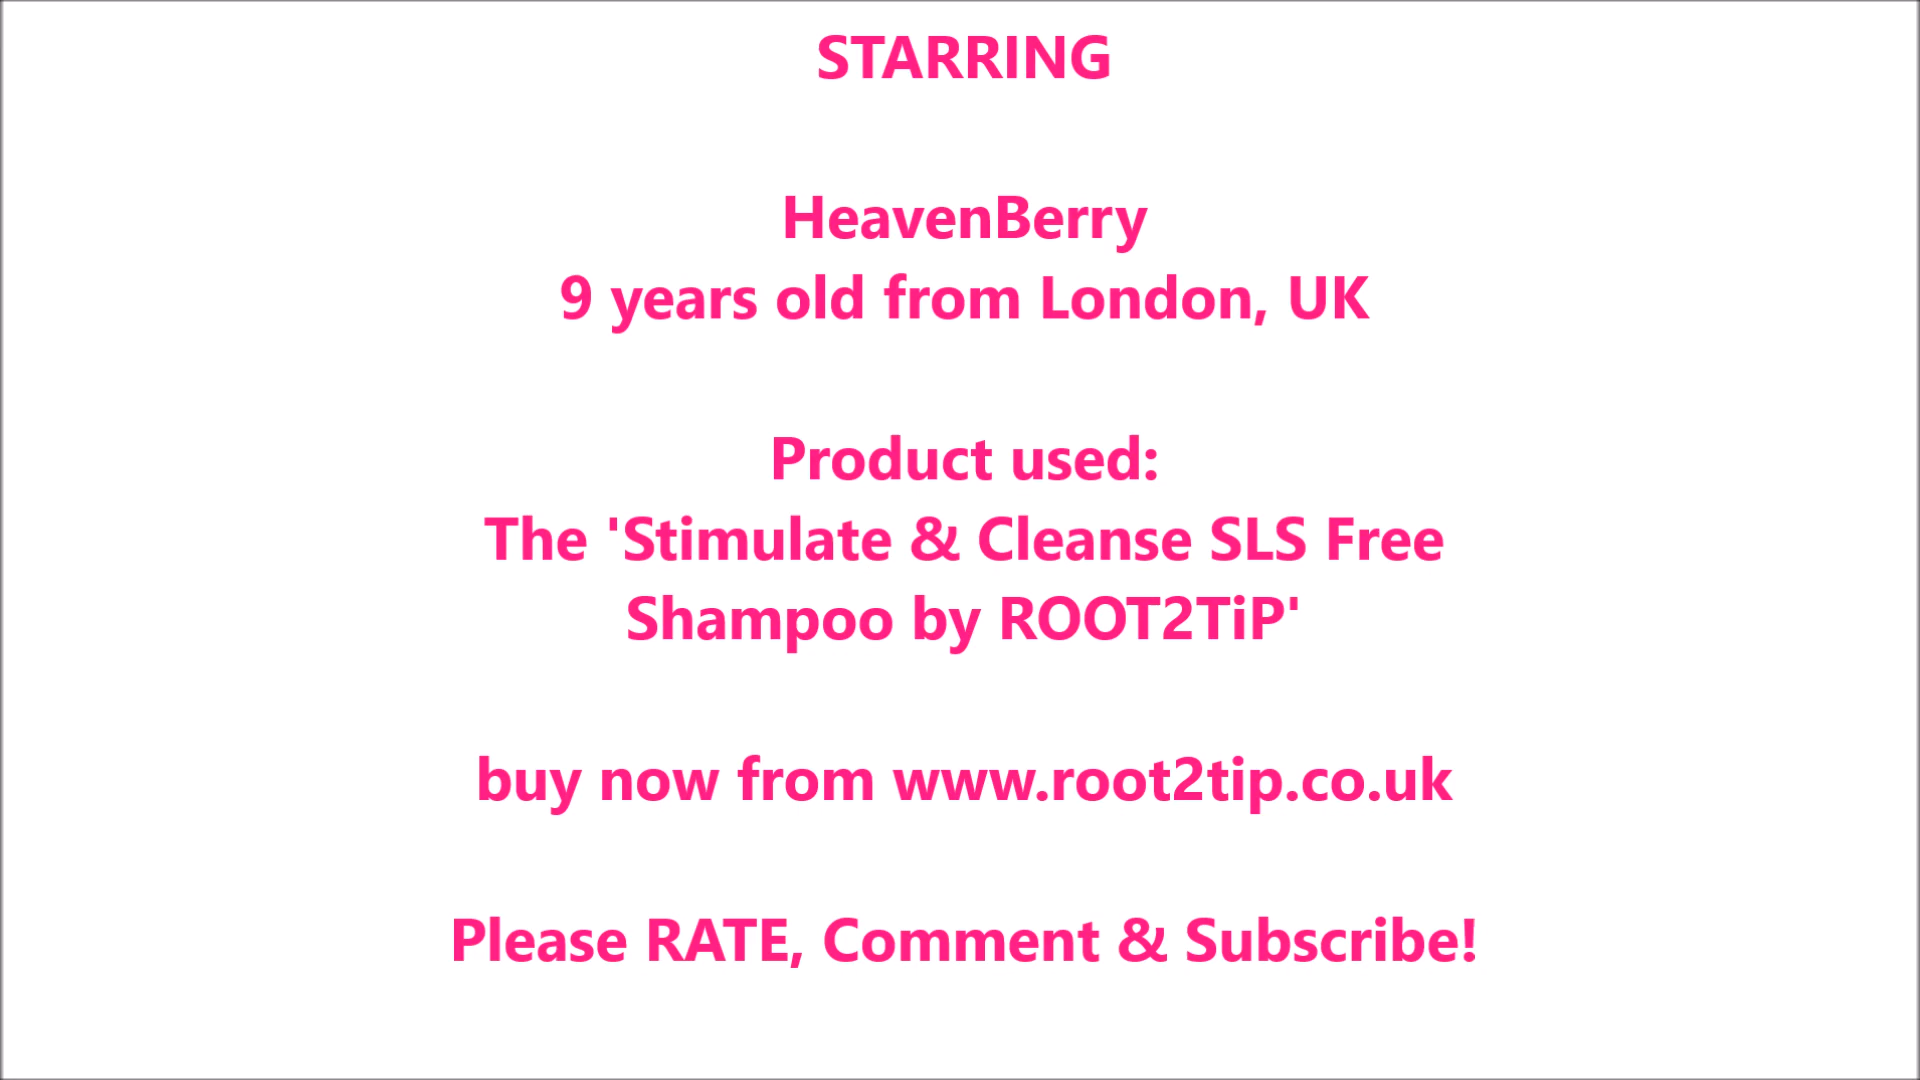 STARRING
HeavenBerry
9 years old from London, UK
Product used:
The 'Stimulate & Cleanse SLS Free
Shampoo by ROOT2TiP'
buy now from www.root2tip.co.uk
Please RATE, Comment & Subscribe!